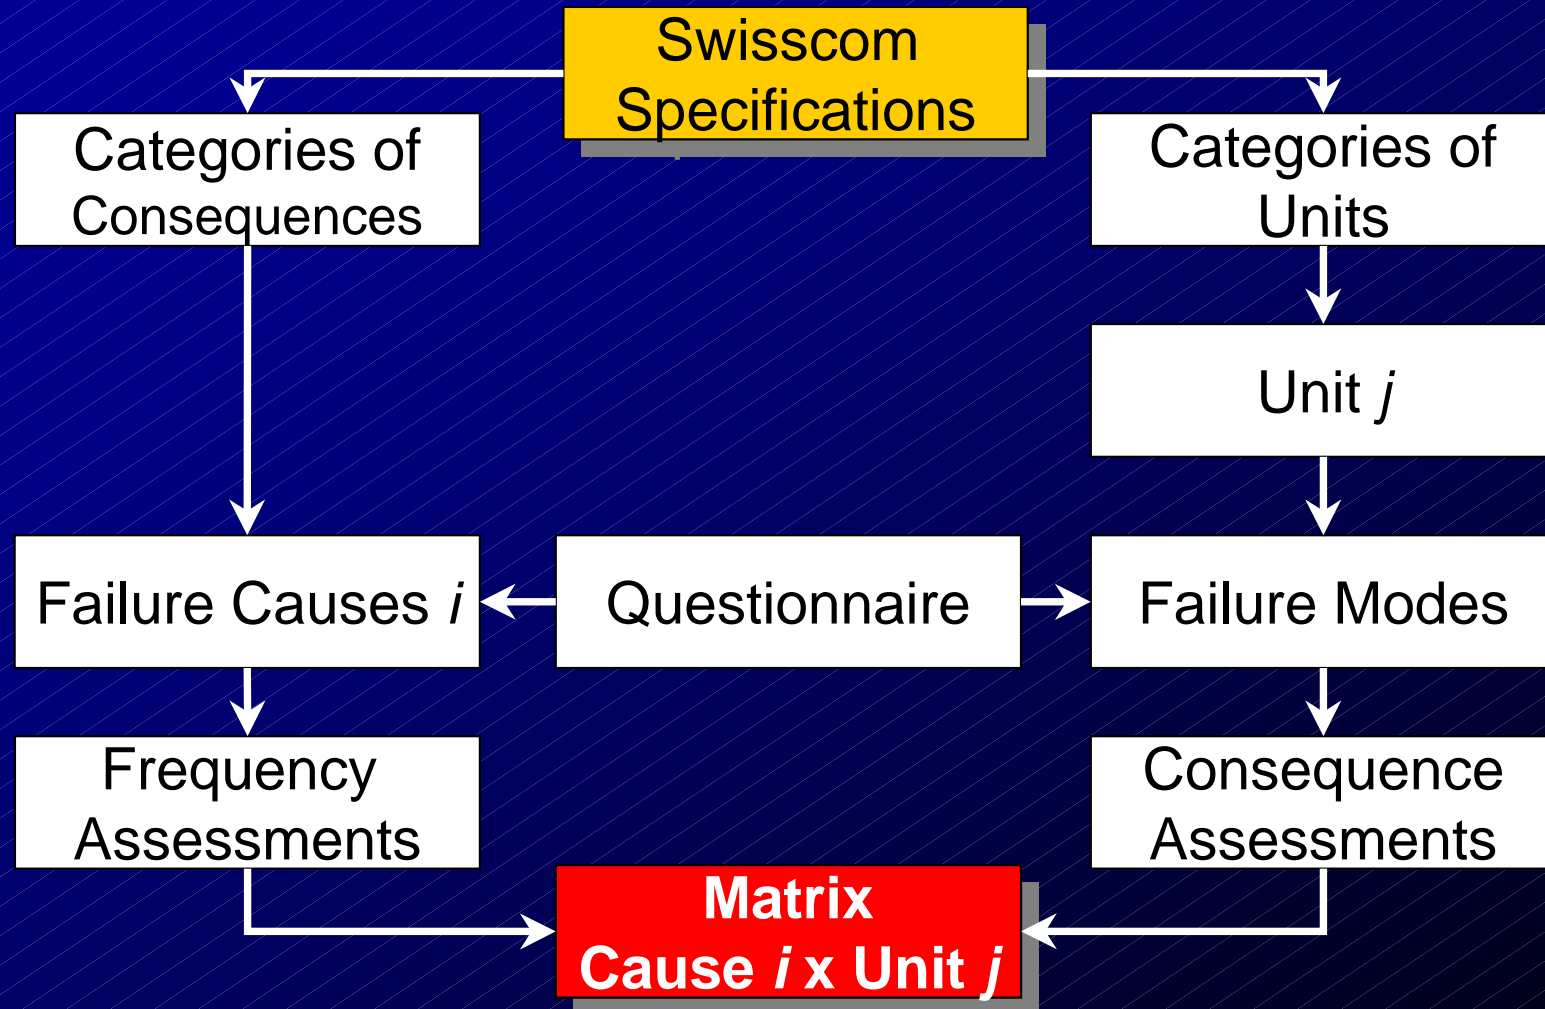 Swisscom
Specifications
Categories of
Consequences
Categories of
Units
Unit j
Failure Causes i
Questionnaire
Failure Modes
Frequency
Assessments
Consequence
Assessments
Matrix
Cause i x Unit j